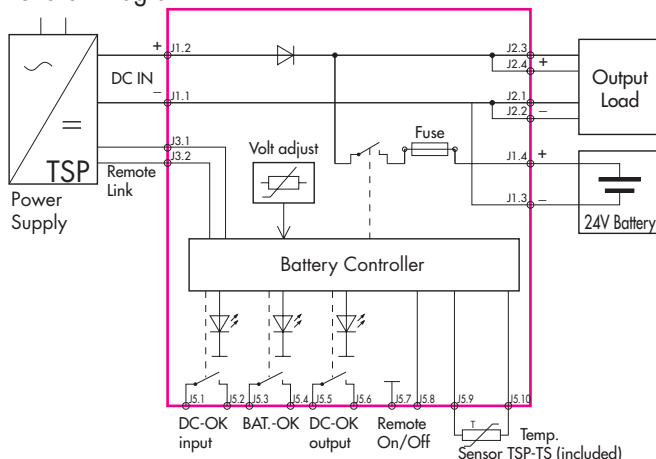 +
J1.2
J2.3
J2.4
+
DC IN
Output
Load
−
J1.1
J2.1
J2.2
−
TSP
J3.1
J3.2
Remote
Link
Volt adjust
Fuse
J1.4
+
Power
Supply
J1.3
−
24V Battery
Battery Controller
J5.1
J5.2
J5.3
J5.4
J5.5
J5.6
J5.7
J5.8
J5.9
J5.10
DC-OK
input
BAT.-OK
DC-OK
output
Remote
On/Off
T
Temp.
Sensor TSP-TS (included)